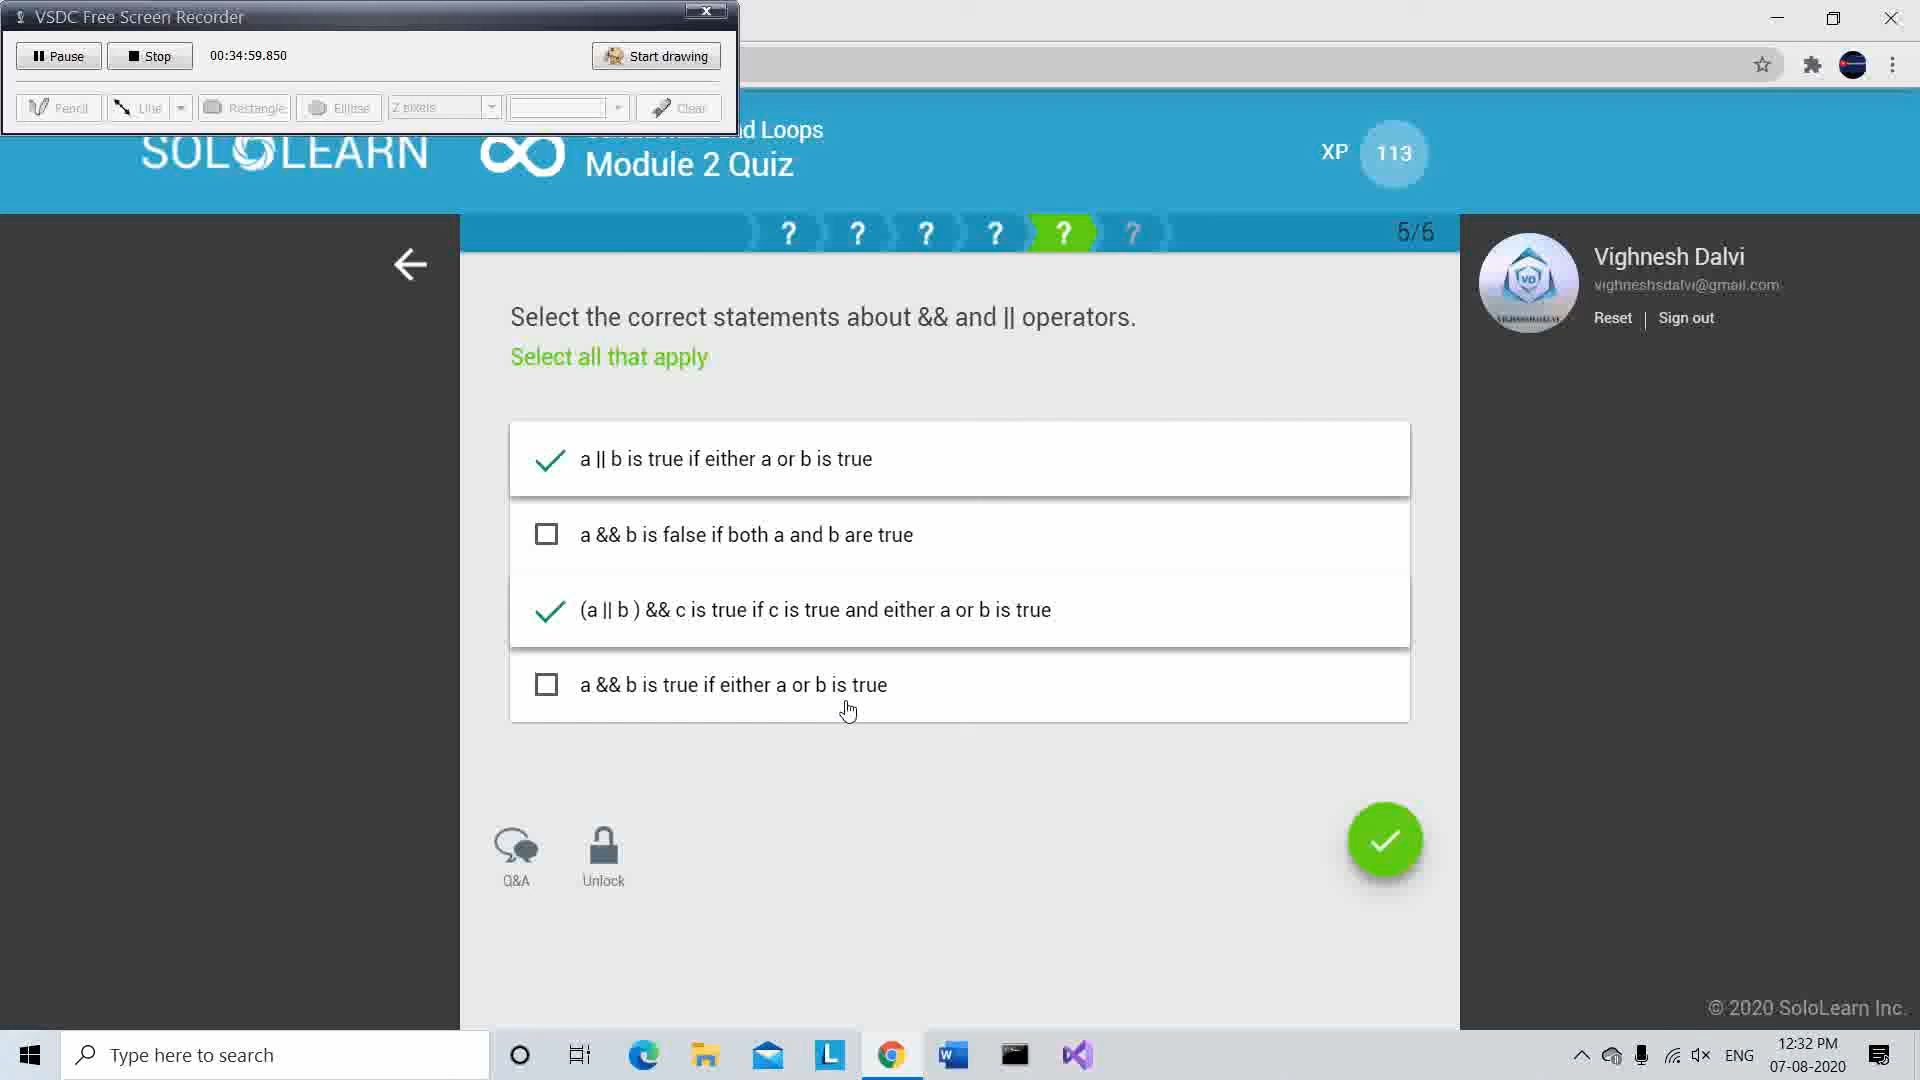 VSDC Free Screen Recorder
Pause
Stop
00:34:59.850
Start drawing
Pencil
Line
Rectangle
Ellipse
2 pixels
Clear
SOLOLEARN
nd Loops
Module 2 Quiz
XP
113
? ? ? ? ? ?
5/6
Vighnesh Dalvi
vighneshsdalvi@gmail.com
Reset
Sign out
Select the correct statements about && and || operators.
Select all that apply
a || b is true if either a or b is true
a && b is false if both a and b are true
(a || b ) && c is true if c is true and either a or b is true
a && b is true if either a or b is true
Q&A
Unlock
© 2020 SoloLearn Inc.
Type here to search
ENG
12:32 PM
07-08-2020